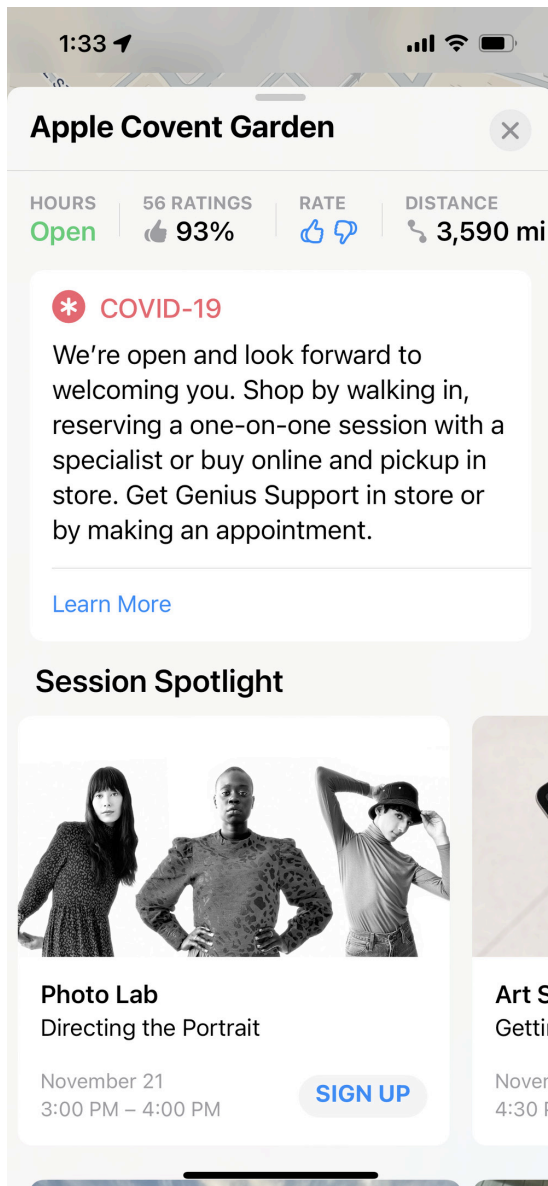 1:33
Apple Covent Garden
HOURS
Open
56 RATINGS
93%
RATE
DISTANCE
3,590 mi
COVID-19
We’re open and look forward to
welcoming you. Shop by walking in,
reserving a one-on-one session with a
specialist or buy online and pickup in
store. Get Genius Support in store or
by making an appointment.
Learn More
Session Spotlight
Photo Lab
Directing the Portrait
November 21
3:00 PM – 4:00 PM
SIGN UP
Art
4:30